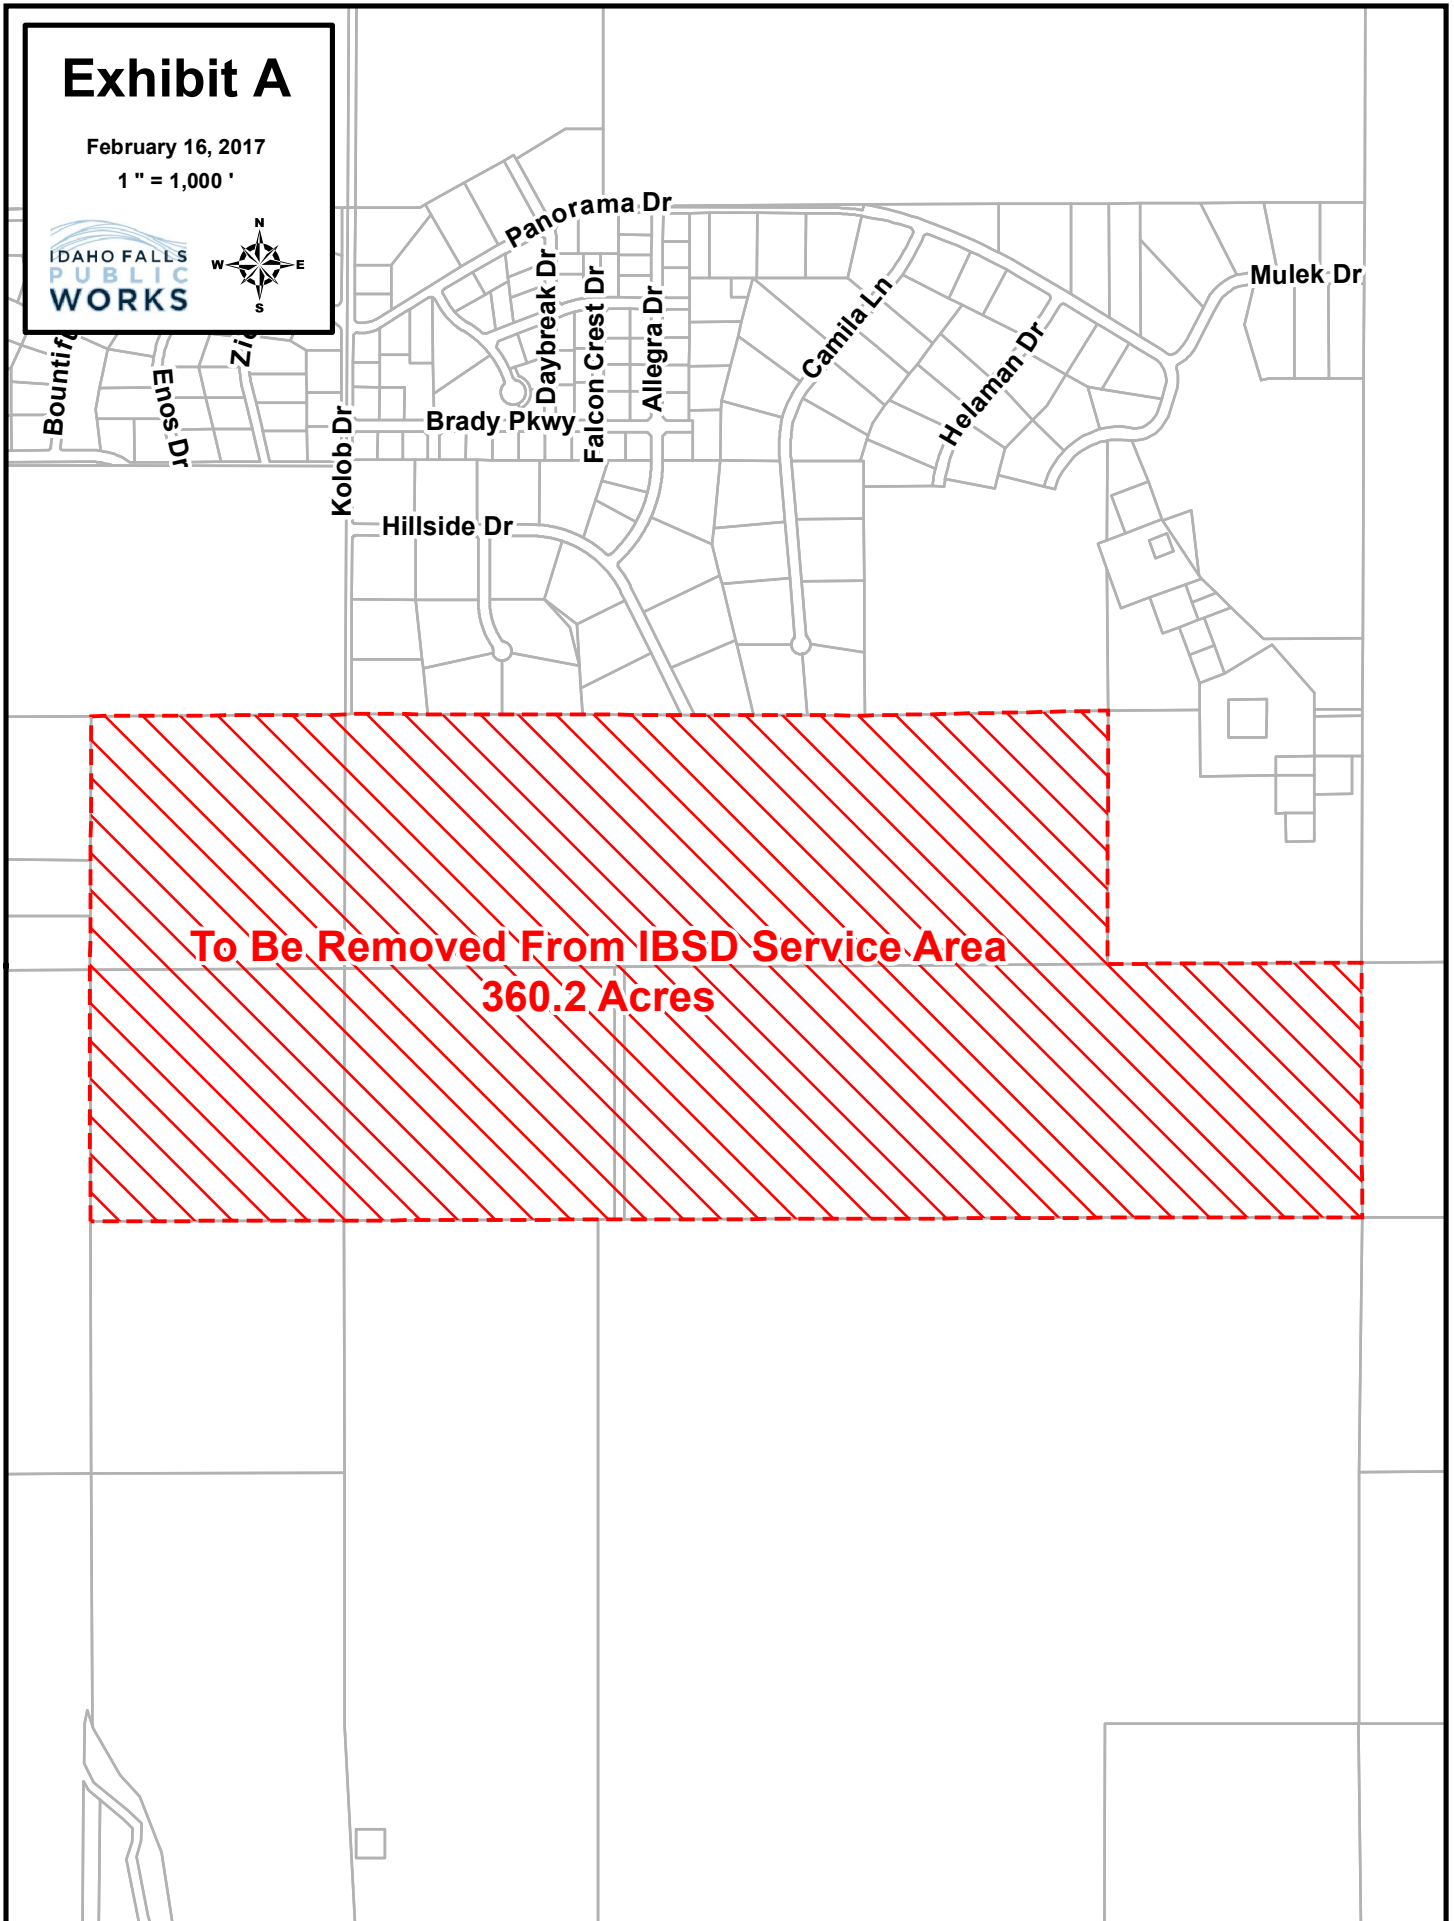 Exhibit A
February 16, 2017
1 " = 1,000 '
IDAHO FALLS
PUBLIC
WORKS
N
W
E
S
Panorama Dr
Mulek Dr
Daybreak Dr
Falcon Crest Dr
Allegra Dr
Camila Ln
Helaman Dr
Enos Dr
Kolob Dr
Brady Pkwy
Hillside Dr
To Be Removed From IBSD Service Area
360.2 Acres